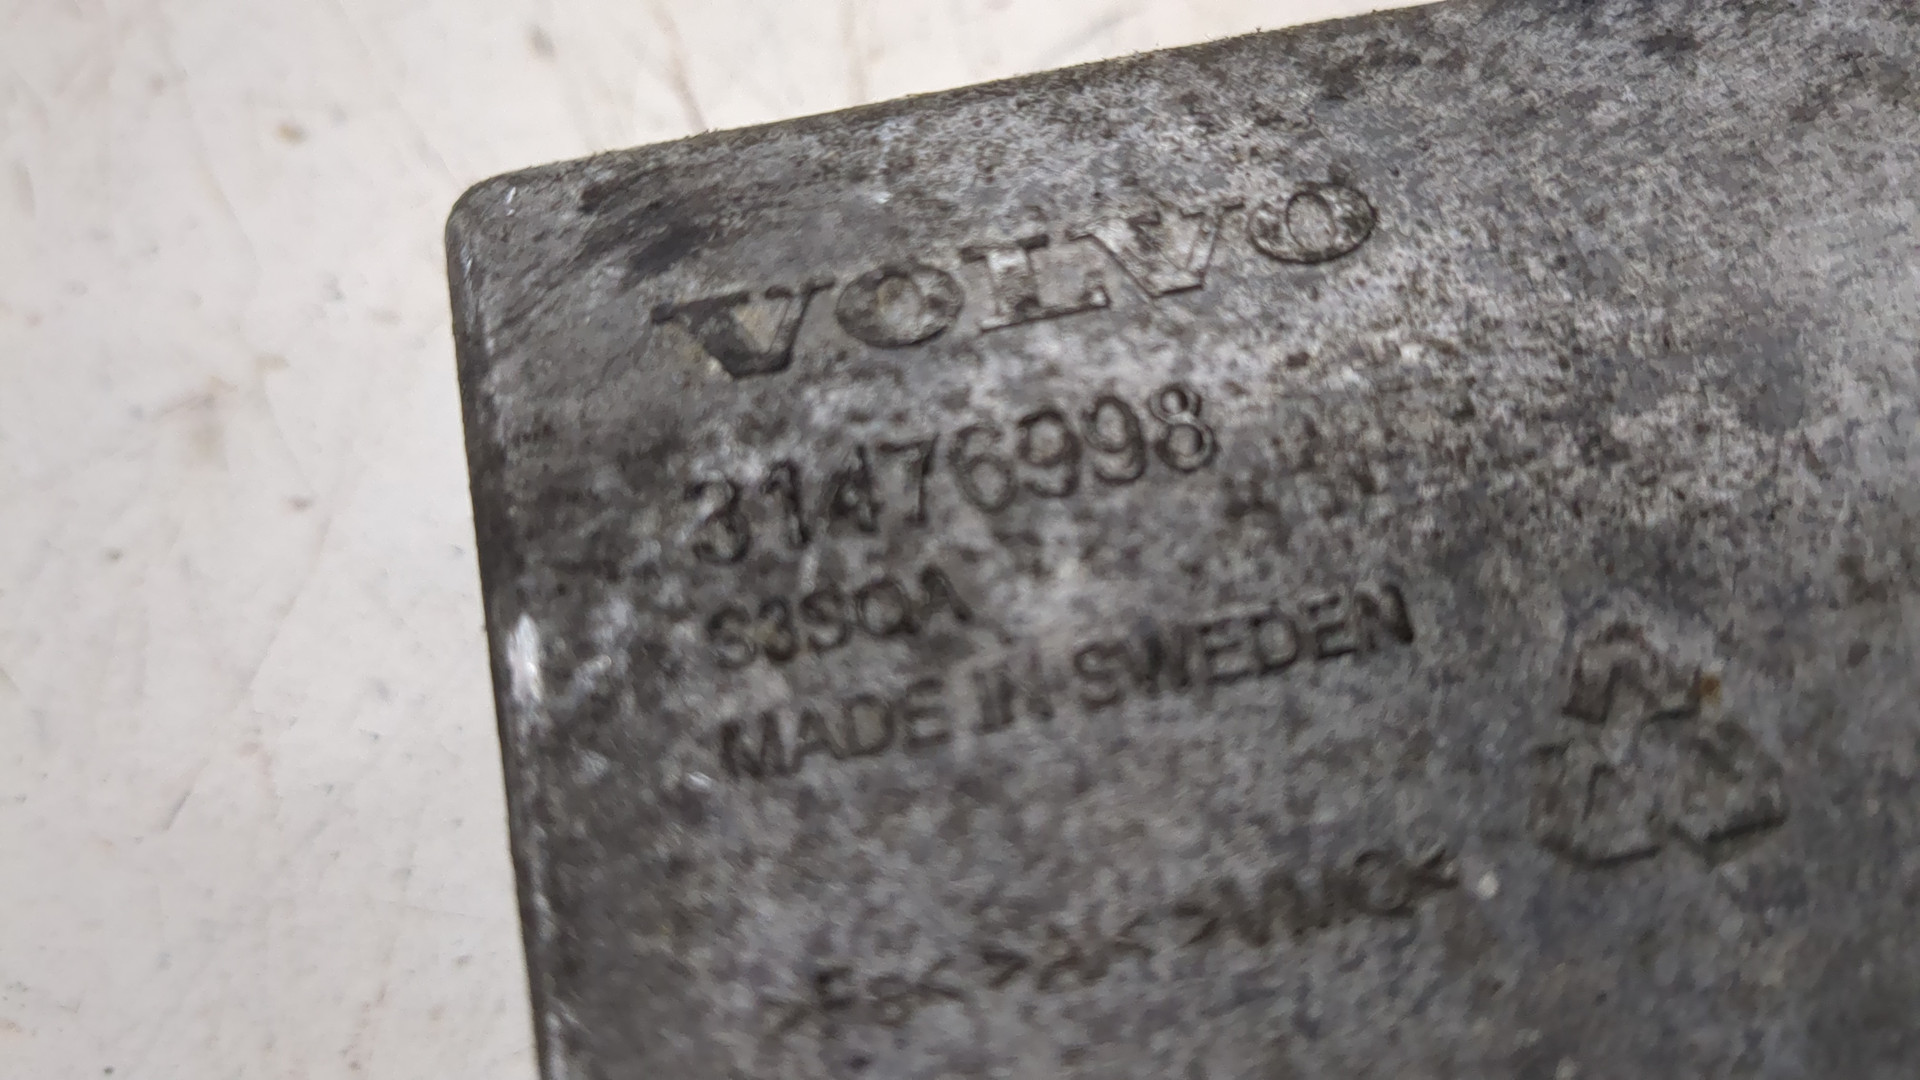 VOLVO
31476998
S3SQA
MADE IN SWEDEN